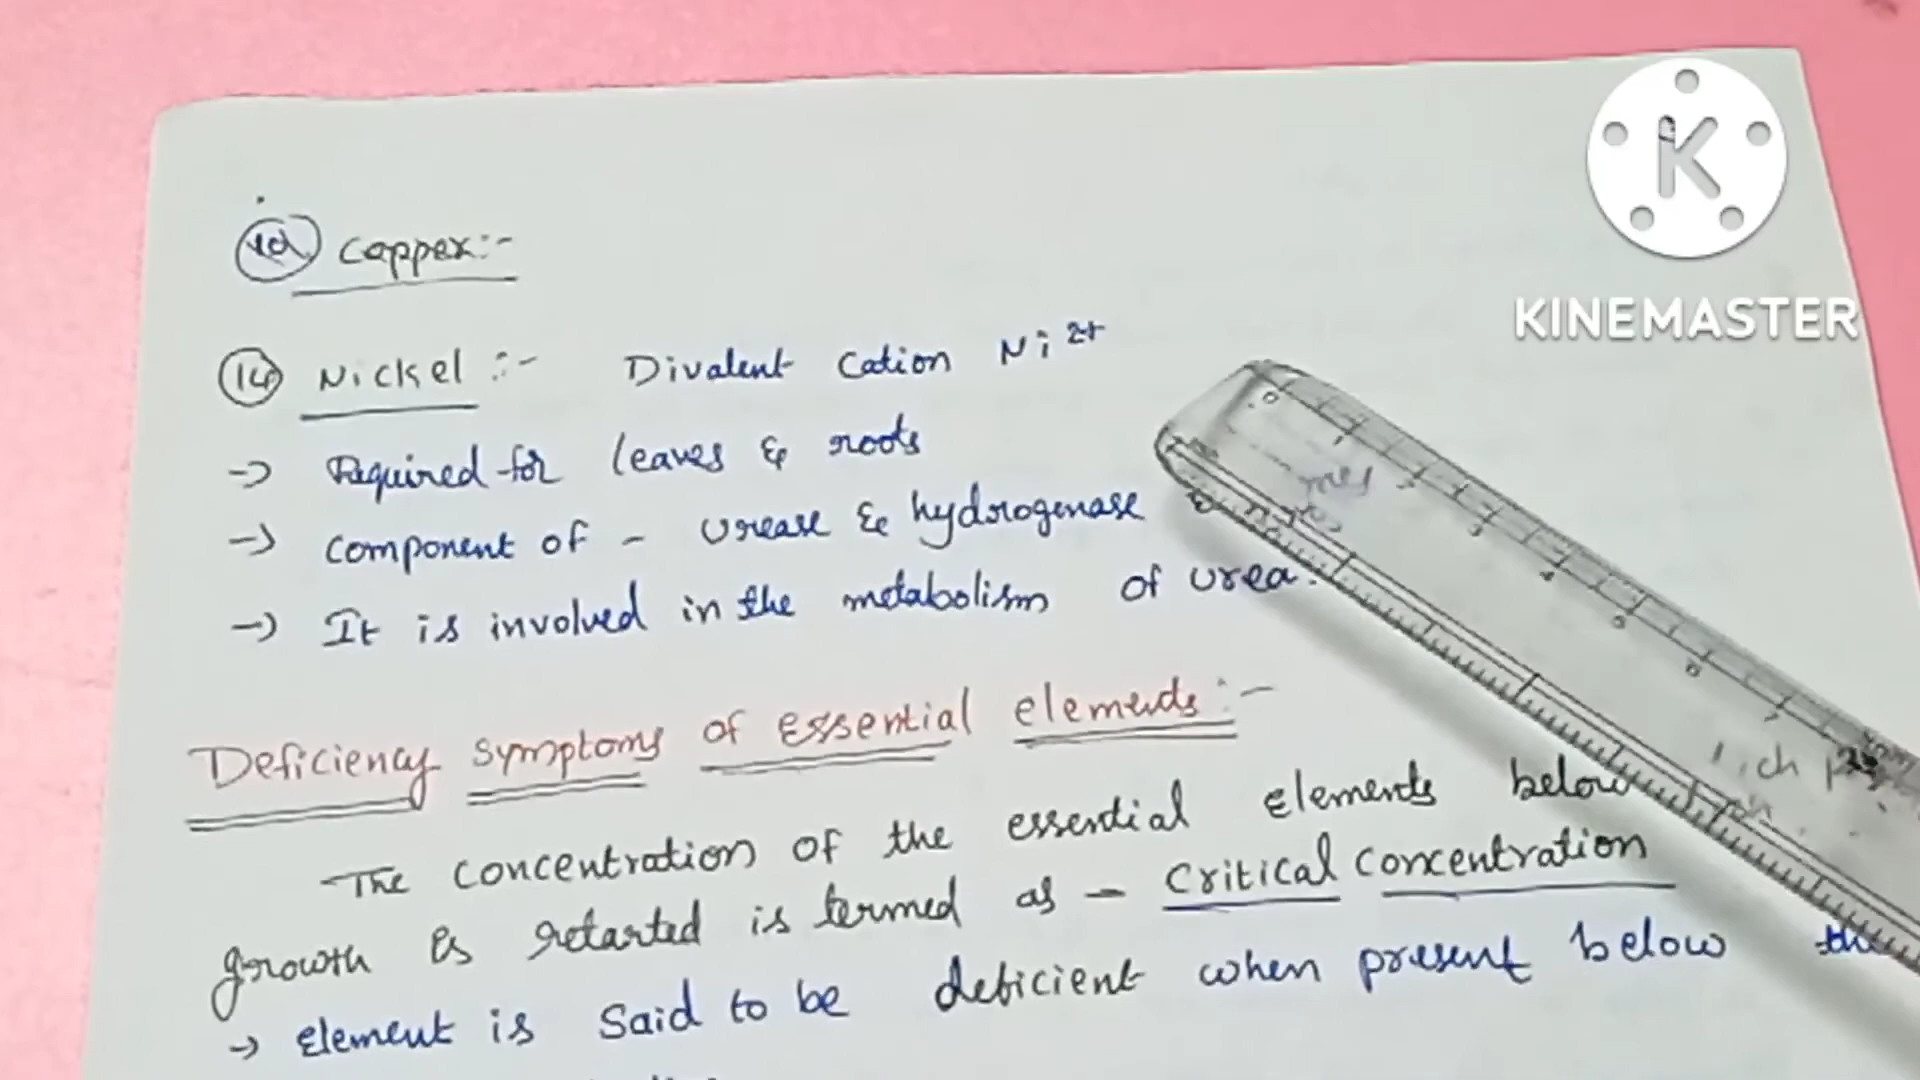 Copper:-
KINEMASTER
14 Nickel :- Divalent Cation Ni2+
→ Required for leaves & roots
→ component of - urease & hydrogenase
→ It is involved in the metabolism of urea.
Deficiency symptoms of essential elements:-
The concentration of the essential elements below
growth is retarted is termed as - critical concentration
→ Element is said to be deficient when present below the